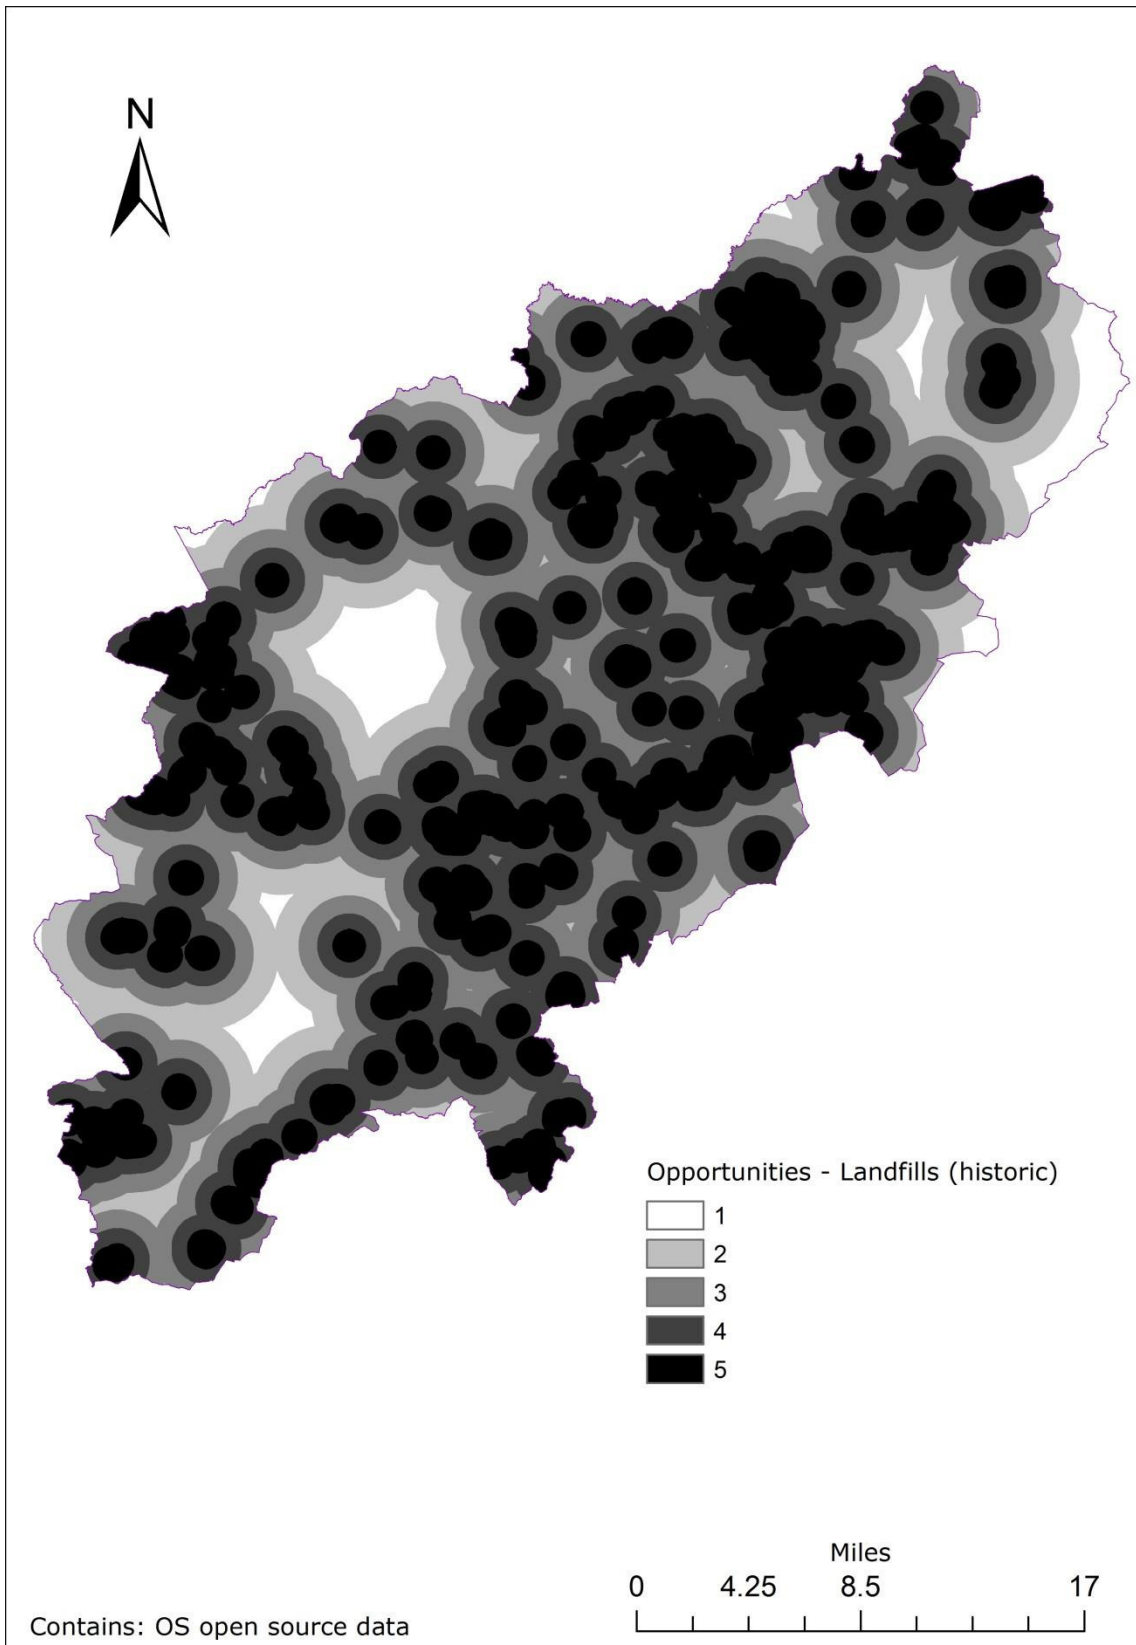 N
Opportunities - Landfills (historic)
1
2
3
4
5
Miles
0 4.25 8.5 17
Contains: OS open source data